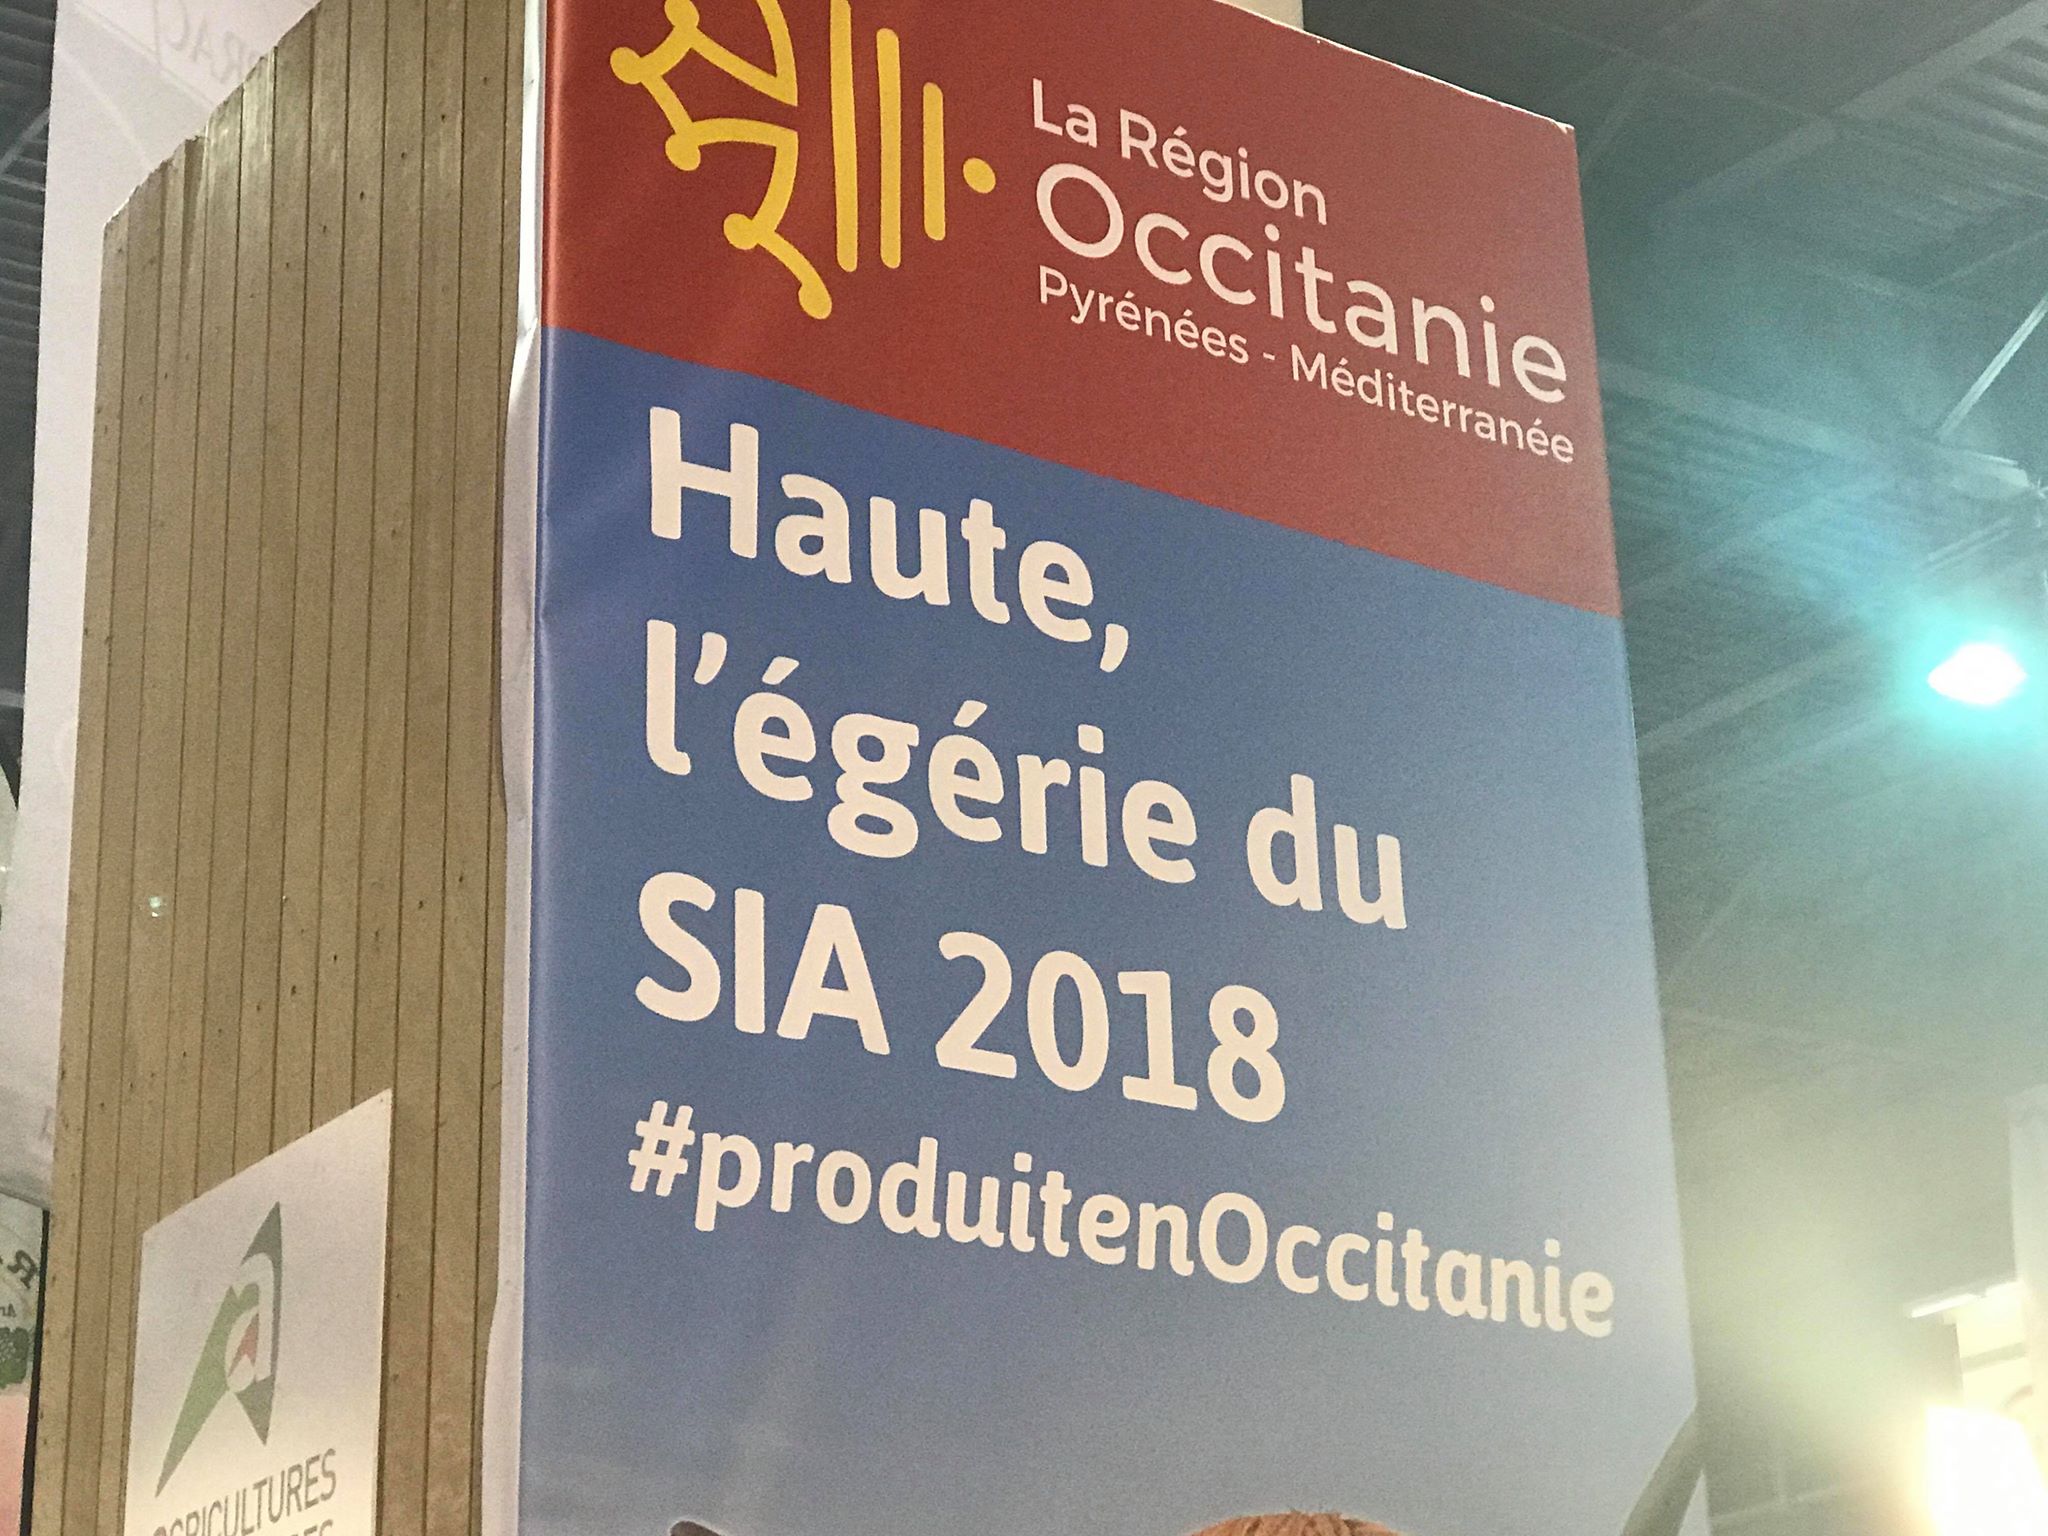 La Région
Occitanie
Pyrénées - Méditerranée
Haute,
l'égérie du
SIA 2018
#produitenOccitanie